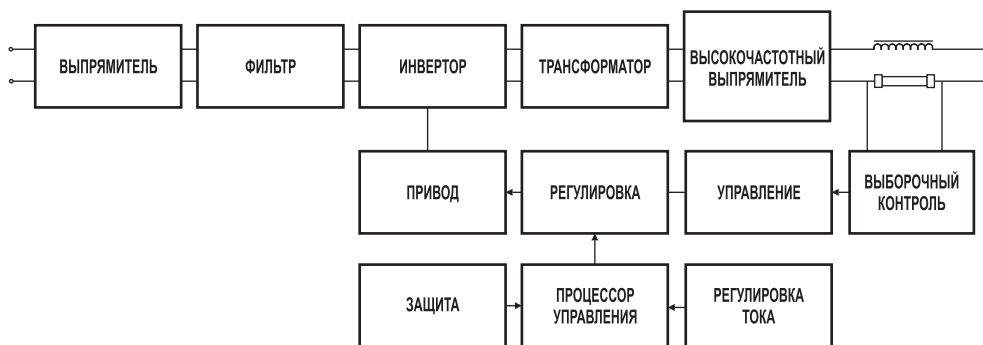 ВЫПРЯМИТЕЛЬ
ФИЛЬТР
ИНВЕРТОР
ТРАНСФОРМАТОР
ВЫСОКОЧАСТОТНЫЙ
ВЫПРЯМИТЕЛЬ
ПРИВОД
РЕГУЛИРОВКА
УПРАВЛЕНИЕ
ВЫБОРОЧНЫЙ
КОНТРОЛЬ
ЗАЩИТА
ПРОЦЕССОР
УПРАВЛЕНИЯ
РЕГУЛИРОВКА
ТОКА